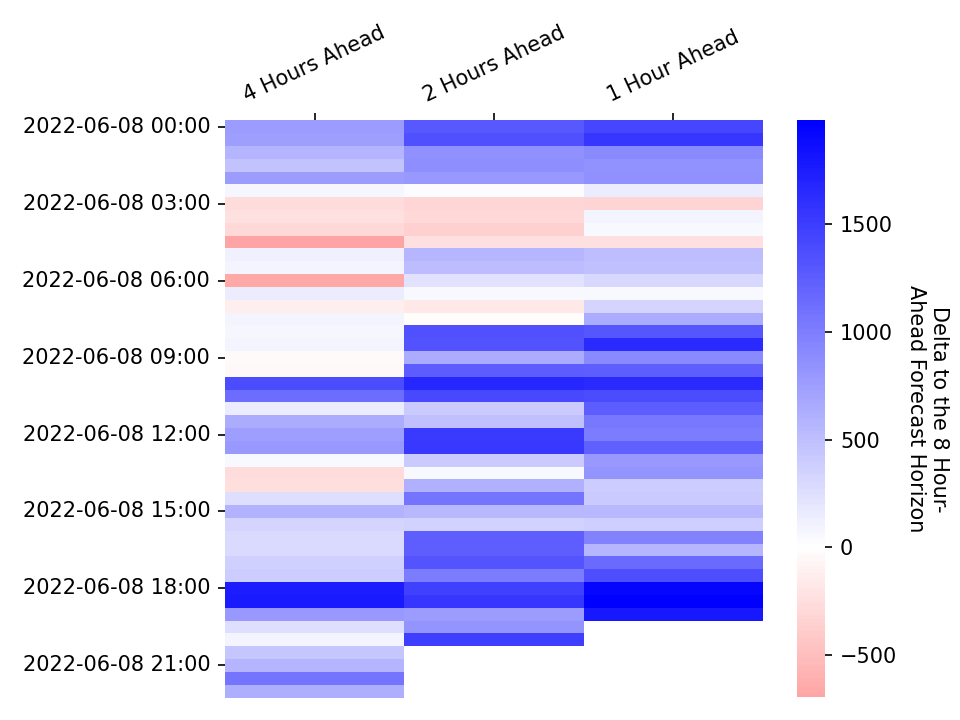 4 Hours Ahead
2 Hours Ahead
1 Hour Ahead
2022-06-08 00:00
2022-06-08 03:00
2022-06-08 06:00
2022-06-08 09:00
2022-06-08 12:00
2022-06-08 15:00
2022-06-08 18:00
2022-06-08 21:00
1500
1000
500
0
−500
Delta to the 8 Hour-
Ahead Forecast Horizon